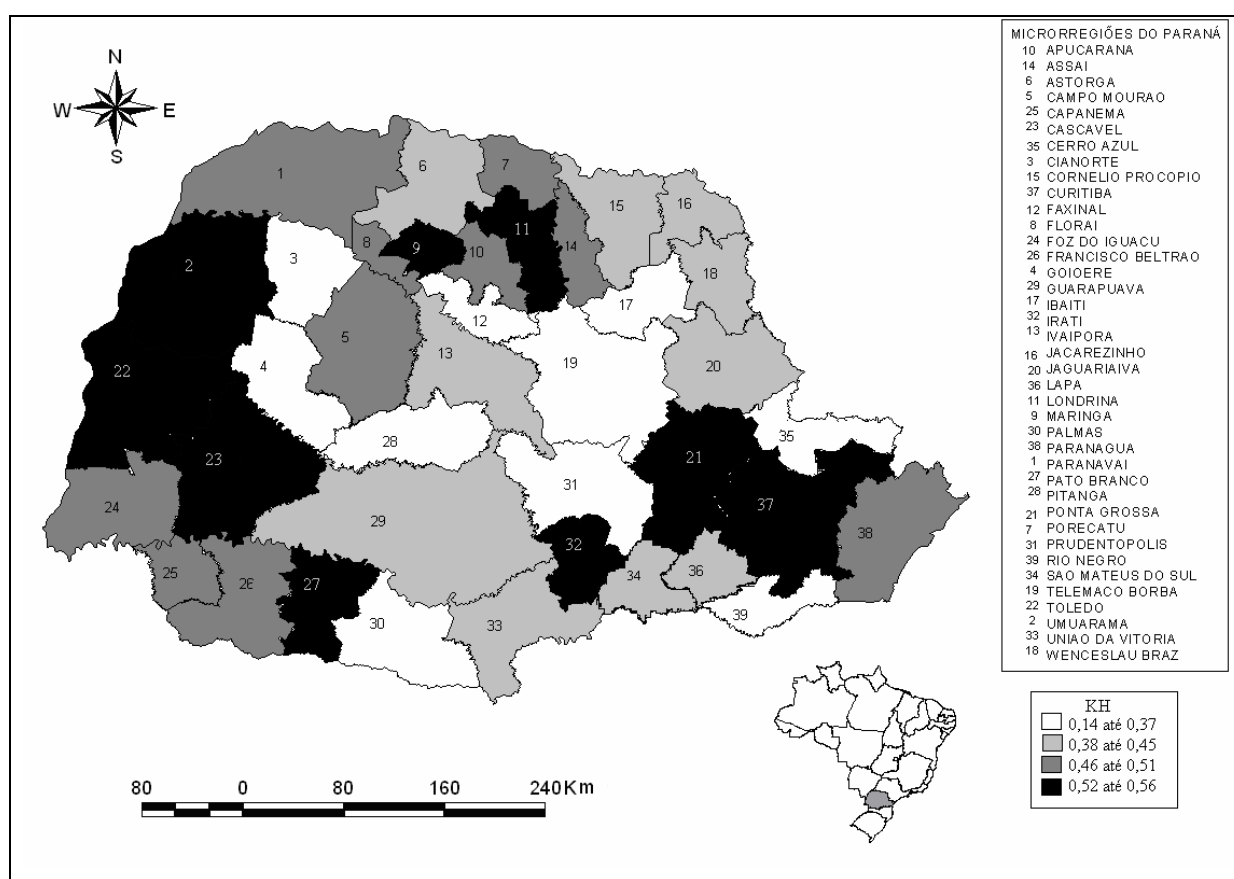 MICRORREGIÕES DO PARANÁ
10 APUCARANA
14 ASSAI
6 ASTORGA
5 CAMPO MOURAO
25 CAPANEMA
23 CASCAVEL
35 CERRO AZUL
3 CIANORTE
15 CORNELIO PROCOPIO
37 CURITIBA
12 FAXINAL
8 FLORAI
24 FOZ DO IGUACU
26 FRANCISCO BELTRAO
4 GOIOERE
29 GUARAPUAVA
17 IBAITI
32 IRATI
13 IVAIPORA
16 JACAREZINHO
20 JAGUARIAIVA
36 LAPA
11 LONDRINA
9 MARINGA
30 PALMAS
38 PARANAGUA
1 PARANAVAI
27 PATO BRANCO
28 PITANGA
21 PONTA GROSSA
7 PORECATU
31 PRUDENTOPOLIS
39 RIO NEGRO
34 SAO MATEUS DO SUL
19 TELEMACO BORBA
22 TOLEDO
2 UMUARAMA
33 UNIAO DA VITORIA
18 WENCESLAU BRAZ
N
W E
S
1
6
7
15
16
2
3
8
9
10
11
14
18
17
12
5
4
13
19
20
22
23
28
21
35
31
37
24
29
32
38
25
26
27
34
36
30
33
39
KH
0,14 até 0,37
0,38 até 0,45
0,46 até 0,51
0,52 até 0,56
80 0 80 160 240 Km